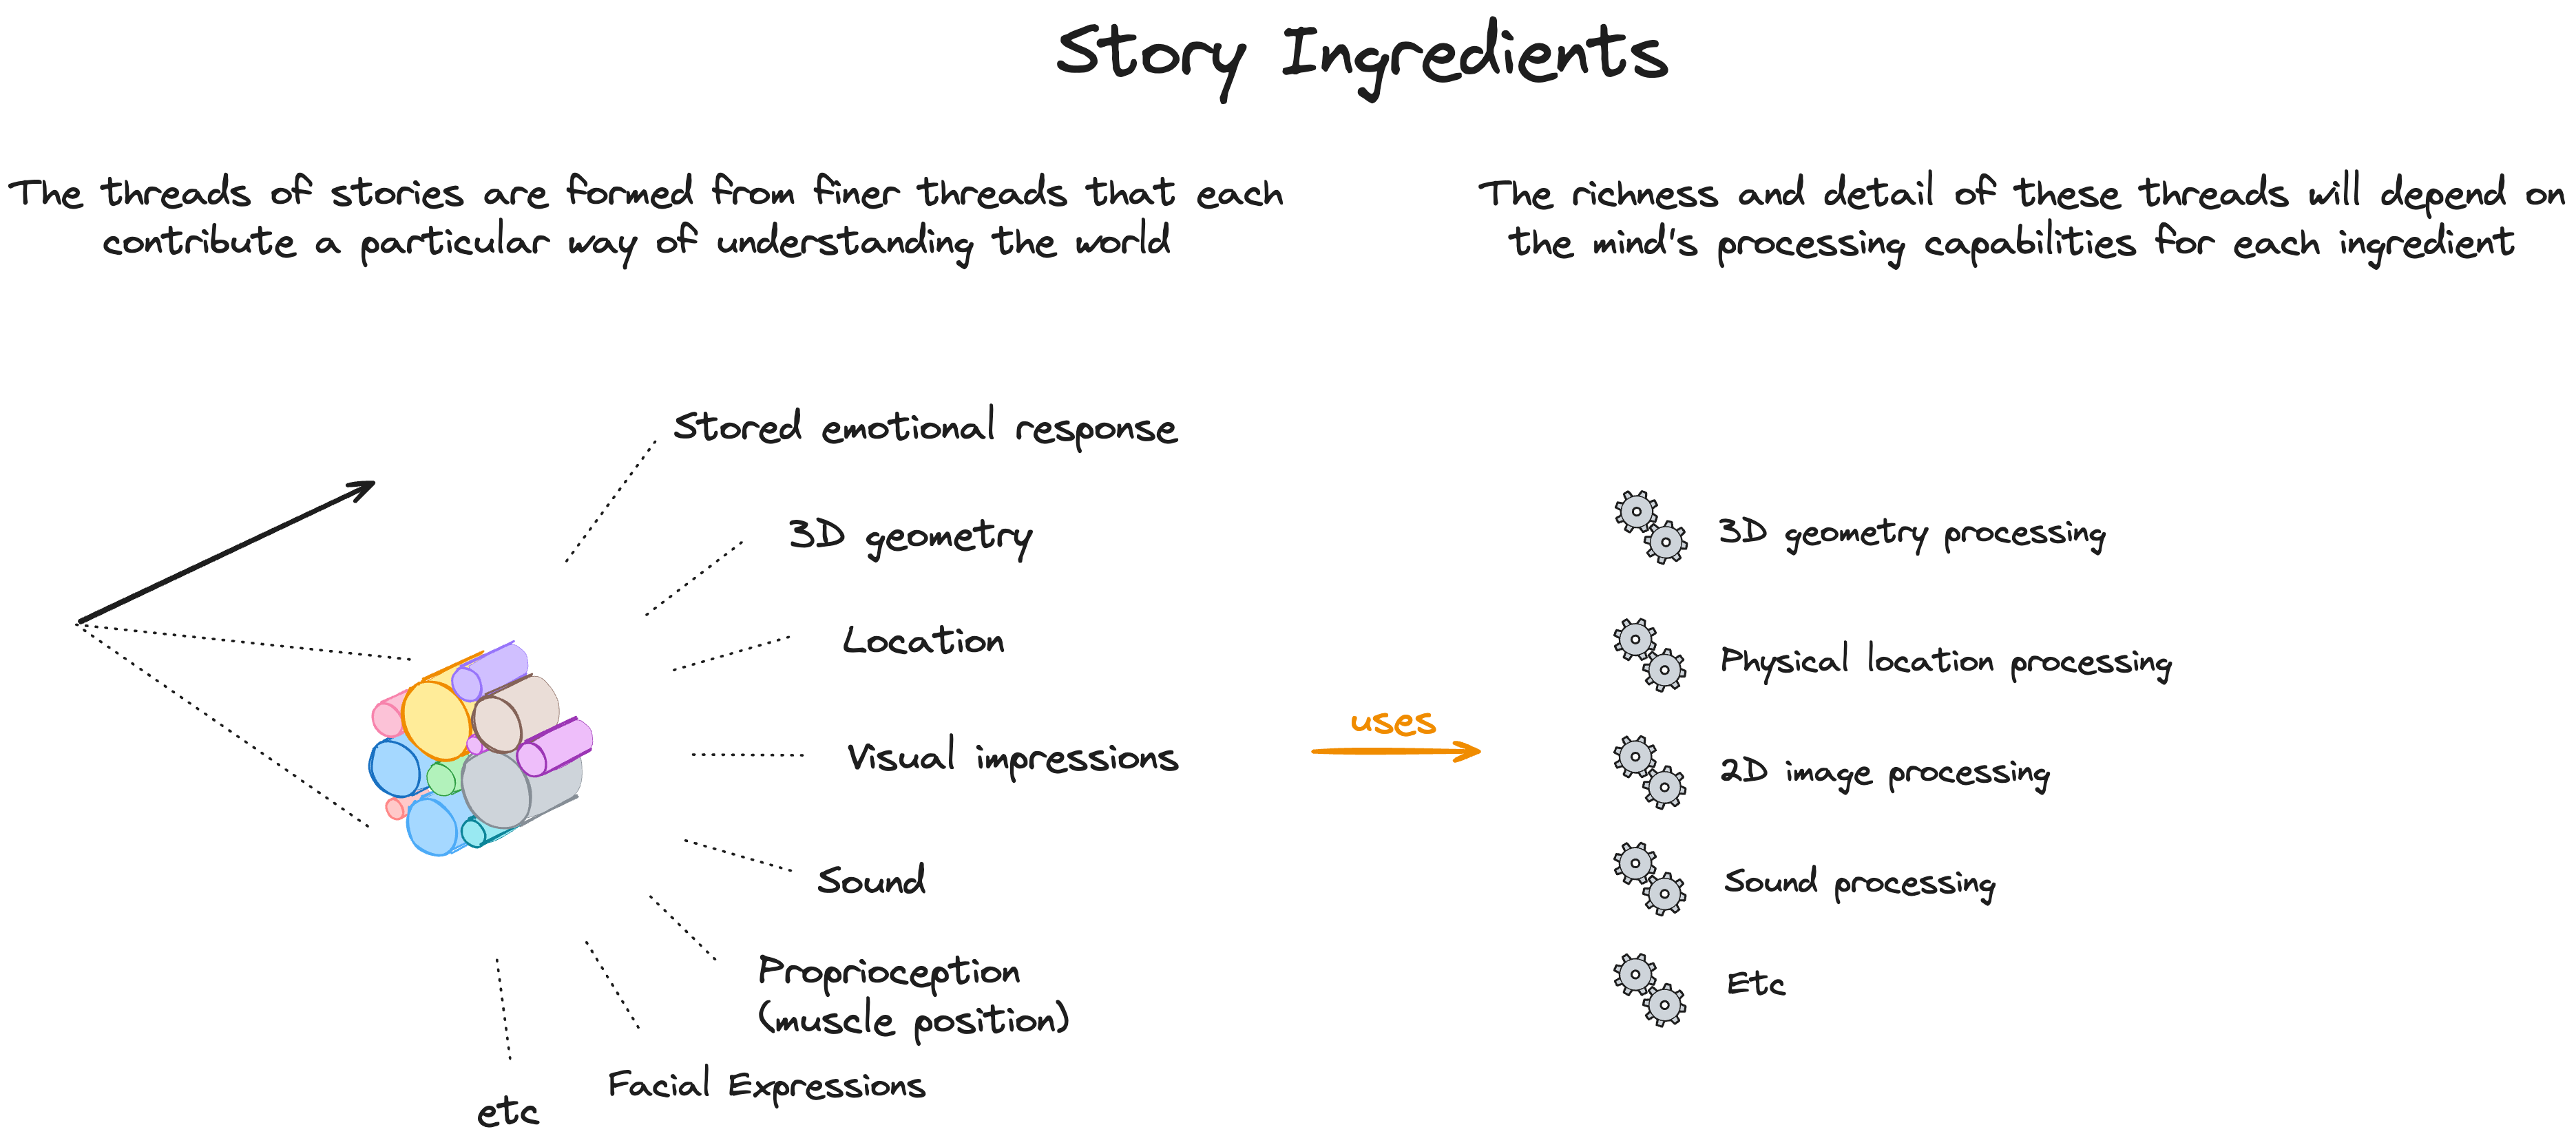 Story Ingredients
The threads of stories are formed from finer threads that each
contribute a particular way of understanding the world
The richness and detail of these threads will depend on
the mind's processing capabilities for each ingredient
Stored emotional response
3D geometry
Location
Visual impressions
Sound
Proprioception
(muscle position)
Facial Expressions
etc
uses
3D geometry processing
Physical location processing
2D image processing
Sound processing
Etc